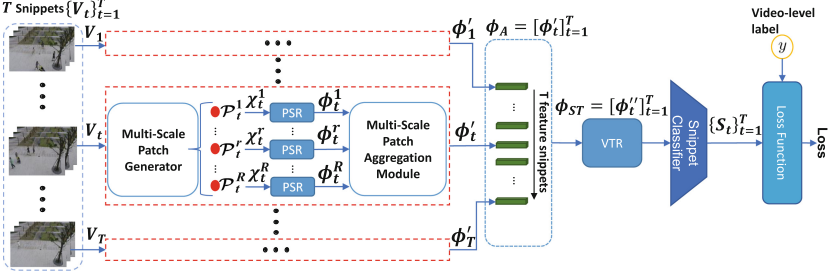 T Snippets{V_t}_{t=1}^T
V_1
ϕ'_1
ϕ_A = [ϕ'_t]_{t=1}^T
Video-level
label
y
V_t
Multi-Scale
Patch
Generator
P_t^1 χ_t^1 PSR ϕ_t^1
P_t^r χ_t^r PSR ϕ_t^r
P_t^R χ_t^R PSR ϕ_t^R
Multi-Scale
Patch
Aggregation
Module
ϕ'_t
T feature snippets
ϕ_ST = [ϕ''_t]_{t=1}^T
VTR
Snippet
Classifier
{S_t}_{t=1}^T
Loss Function
Loss
V_T
ϕ'_T